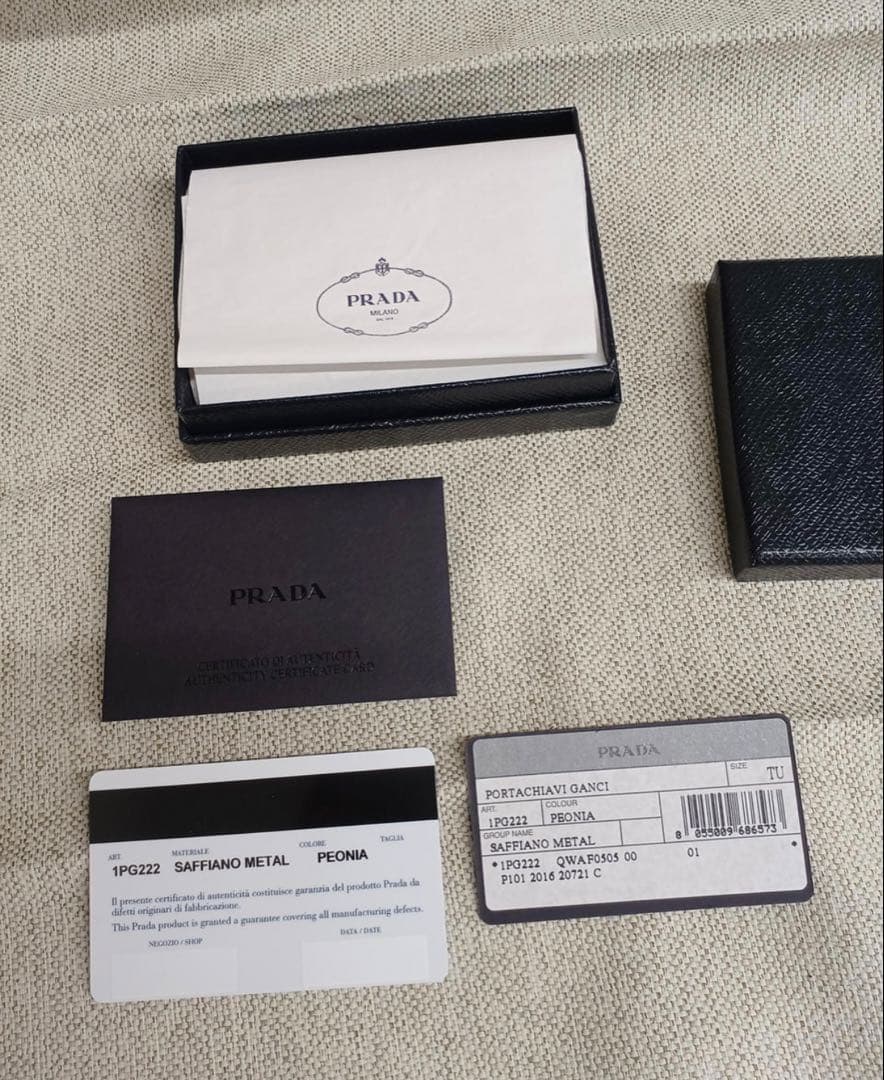 PRADA
MILANO
DAL 1913
PRADA
CERTIFICATO DI AUTENTICITÀ
AUTHENTICITY CERTIFICATE CARD
ART. MATERIALE COLORE TAGLIA
1PG222 SAFFIANO METAL PEONIA
Il presente certificato di autenticità costituisce garanzia del prodotto Prada da
difetti originari di fabbricazione.
This Prada product is granted a guarantee covering all manufacturing defects.
NEGOZIO / SHOP DATA / DATE
PRADA
PORTACHIAVI GANCI SIZE TU
ART. COLOUR
1PG222 PEONIA
GROUP NAME
SAFFIANO METAL
8 055009 686573
*1PG222 QWAF0505 00 01 *
P101 2016 20721 C